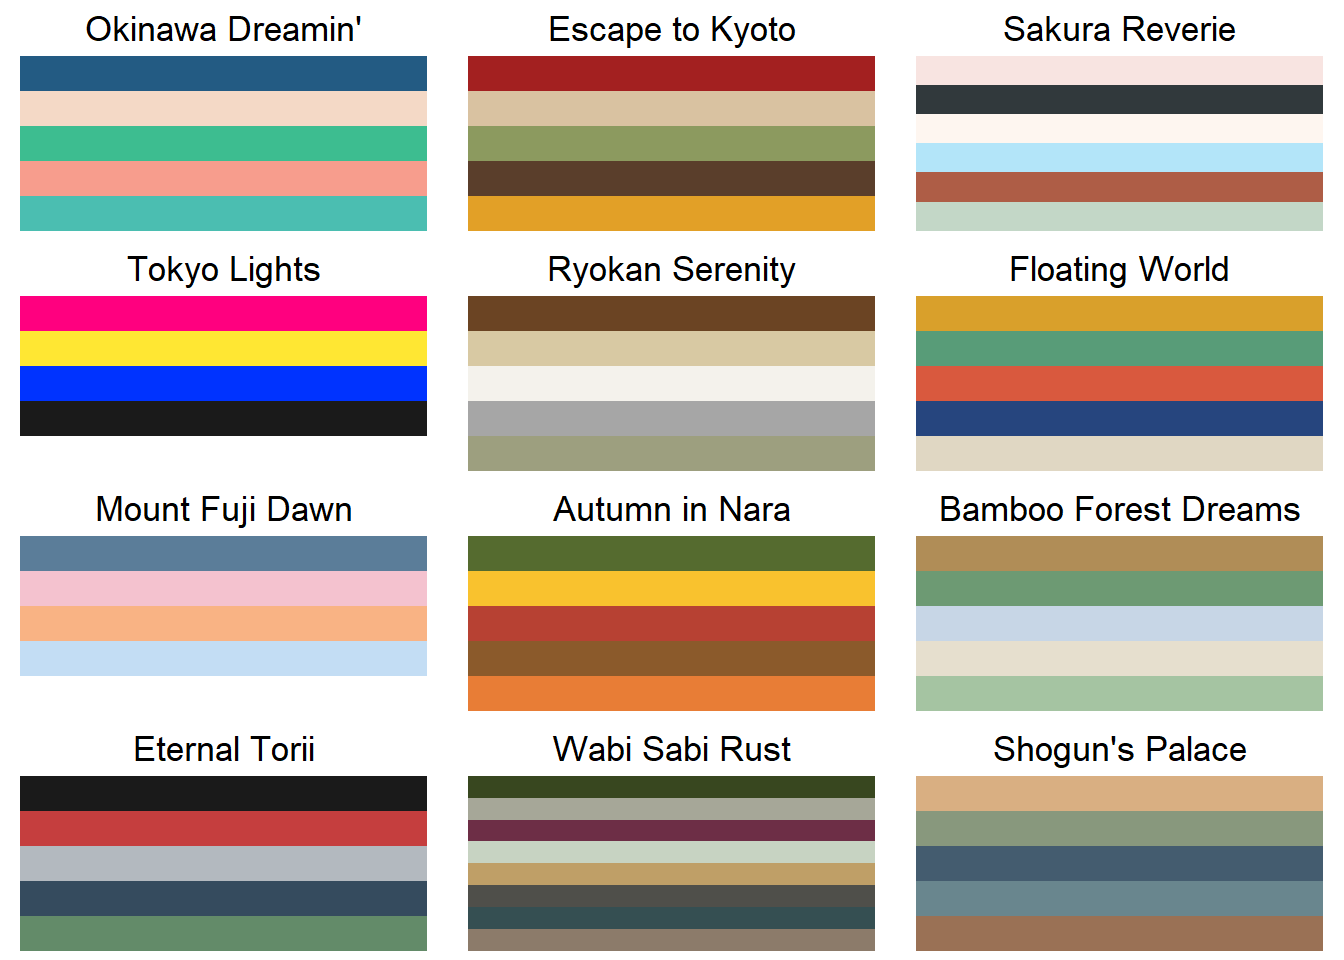 Okinawa Dreamin'
Escape to Kyoto
Sakura Reverie
Tokyo Lights
Ryokan Serenity
Floating World
Mount Fuji Dawn
Autumn in Nara
Bamboo Forest Dreams
Eternal Torii
Wabi Sabi Rust
Shogun's Palace